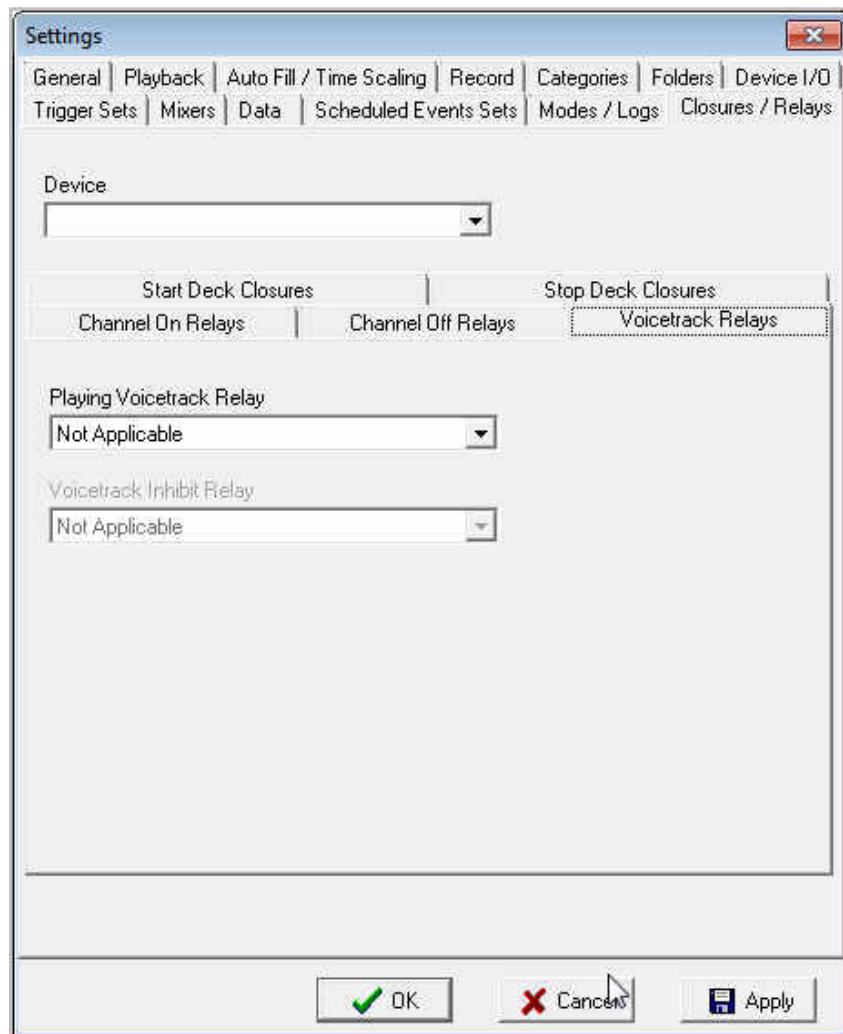 Settings
General Playback Auto Fill / Time Scaling Record Categories Folders Device I/O
Trigger Sets Mixers Data Scheduled Events Sets Modes / Logs Closures / Relays
Device
Start Deck Closures Stop Deck Closures
Channel On Relays Channel Off Relays Voicetrack Relays
Playing Voicetrack Relay
Not Applicable
Voicetrack Inhibit Relay
Not Applicable
OK Cancel Apply